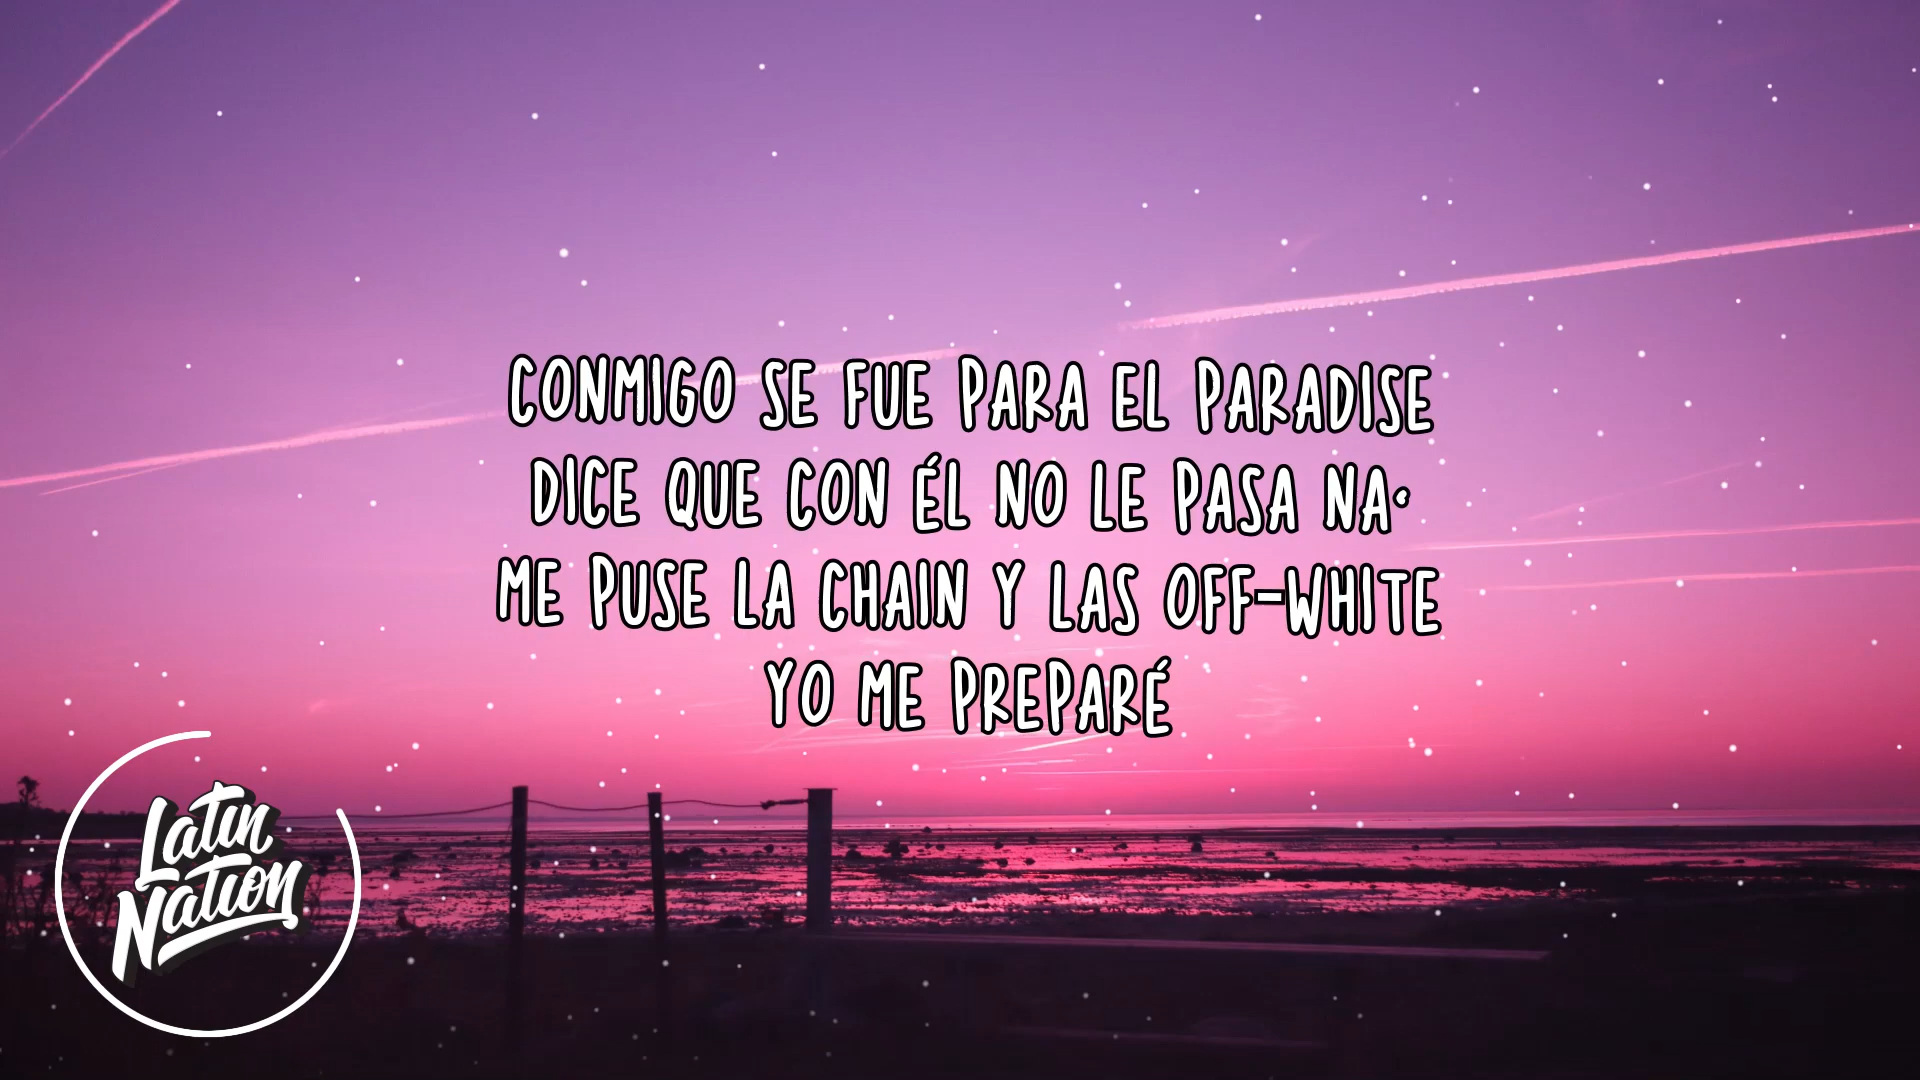 CONMIGO SE FUE PARA EL PARADISE
DICE QUE CON ÉL NO LE PASA NA‘
ME PUSE LA CHAIN Y LAS OFF-WHITE
YO ME PREPARÉ
Latin
Nation